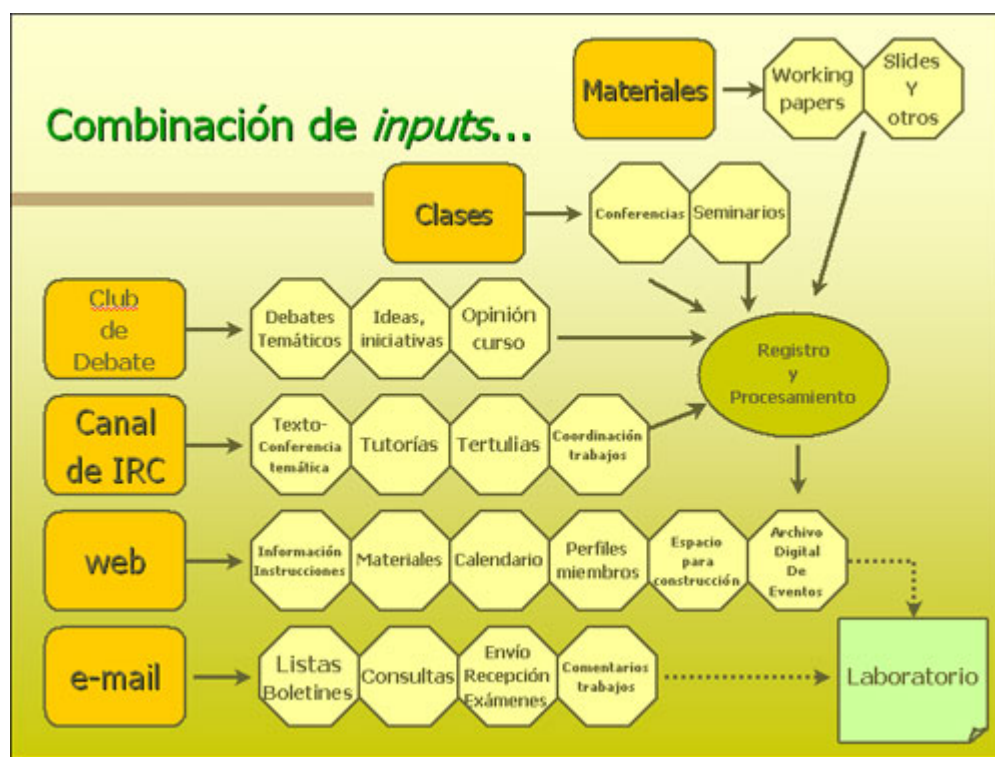 Combinación de inputs...
Materiales
Working
papers
Slides
Y
otros
Clases
Conferencias
Seminarios
Club
de
Debate
Debates
Temáticos
Ideas,
iniciativas
Opinión
curso
Registro
y
Procesamiento
Canal
de IRC
Texto-
Conferencia
temática
Tutorías
Tertulias
Coordinación
trabajos
web
Información
Instrucciones
Materiales
Calendario
Perfiles
miembros
Espacio
para
construcción
Archivo
Digital
De
Eventos
e-mail
Listas
Boletines
Consultas
Envío
Recepción
Exámenes
Comentarios
trabajos
Laboratorio